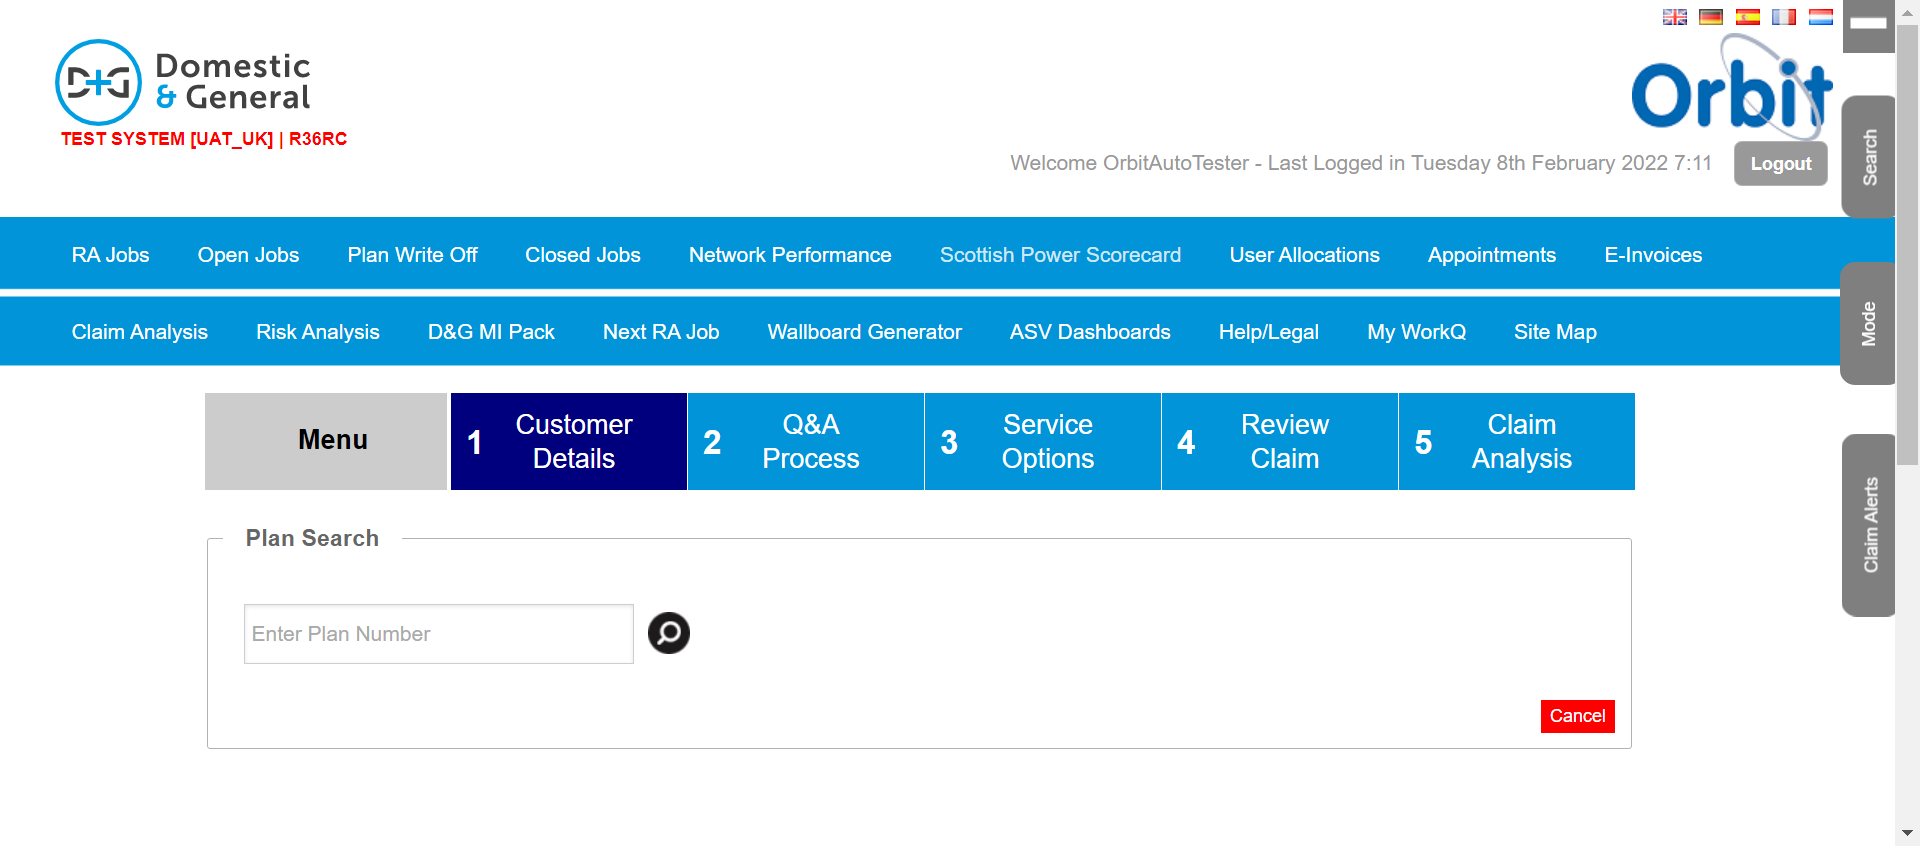 D+G Domestic
& General
TEST SYSTEM [UAT_UK] | R36RC
Orbit
Welcome OrbitAutoTester - Last Logged in Tuesday 8th February 2022 7:11 Logout
Search
RA Jobs Open Jobs Plan Write Off Closed Jobs Network Performance Scottish Power Scorecard User Allocations Appointments E-Invoices
Mode
Claim Analysis Risk Analysis D&G MI Pack Next RA Job Wallboard Generator ASV Dashboards Help/Legal My WorkQ Site Map
Menu
1 Customer Details
2 Q&A Process
3 Service Options
4 Review Claim
5 Claim Analysis
Claim Alerts
Plan Search
Enter Plan Number
Cancel